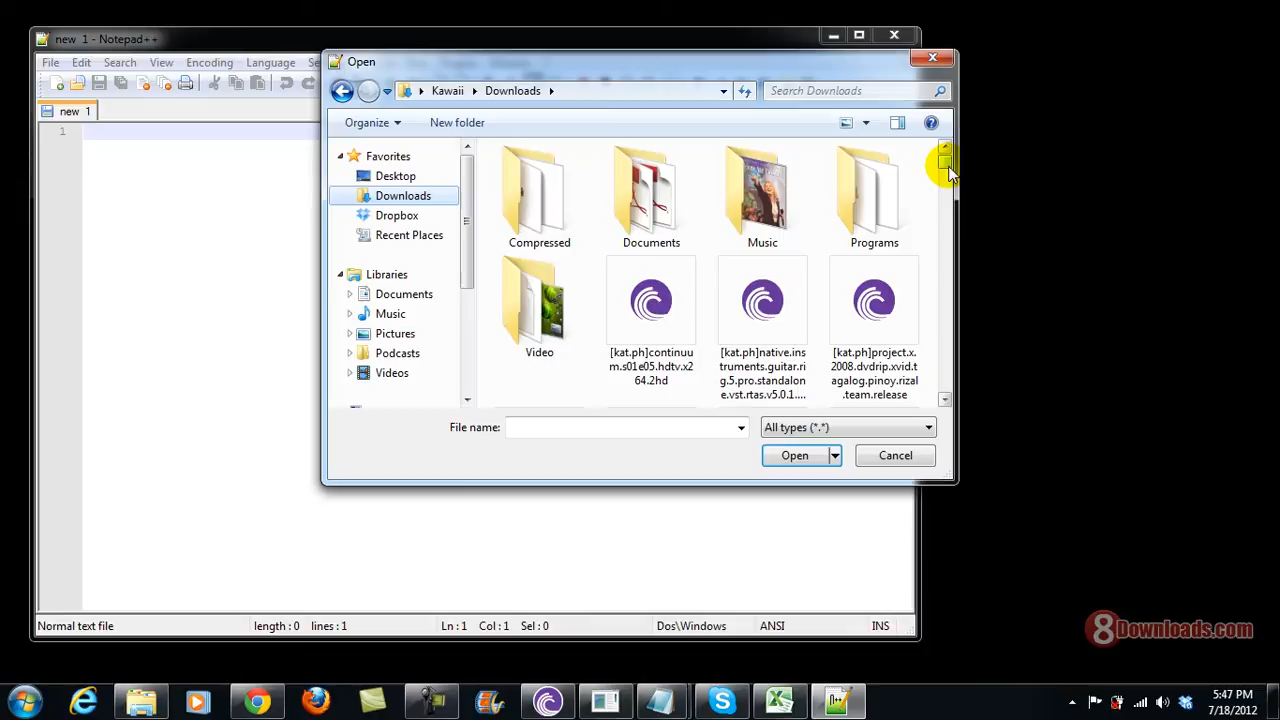 new 1 - Notepad++
Open
File Edit Search View Encoding Language Se
Kawaii Downloads
Search Downloads
new 1
Organize
New folder
1
Favorites
Desktop
Downloads
Dropbox
Recent Places
Libraries
Documents
Music
Pictures
Podcasts
Videos
Compressed
Documents
Music
Programs
Video
[kat.ph]continuu
m.s01e05.hdtv.x2
64.2hd
[kat.ph]native.ins
truments.guitar.rig
.5.pro.standalon
e.vst.rtas.v5.0.1....
[kat.ph]project.x.
2008.dvdrip.xvid.t
agalog.pinoy.rizal
.team.release
File name:
All types (*.*)
Open
Cancel
Normal text file
length : 0 lines : 1
Ln : 1 Col : 1 Sel : 0
Dos\Windows
ANSI
INS
8Downloads.com
5:47 PM
7/18/2012